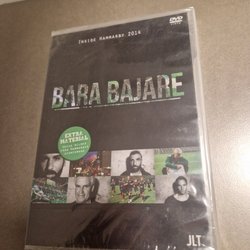 DVD
INSIDE HAMMARBY 2014
BARA BAJARE
EXTRA
MATERIAL
JLT